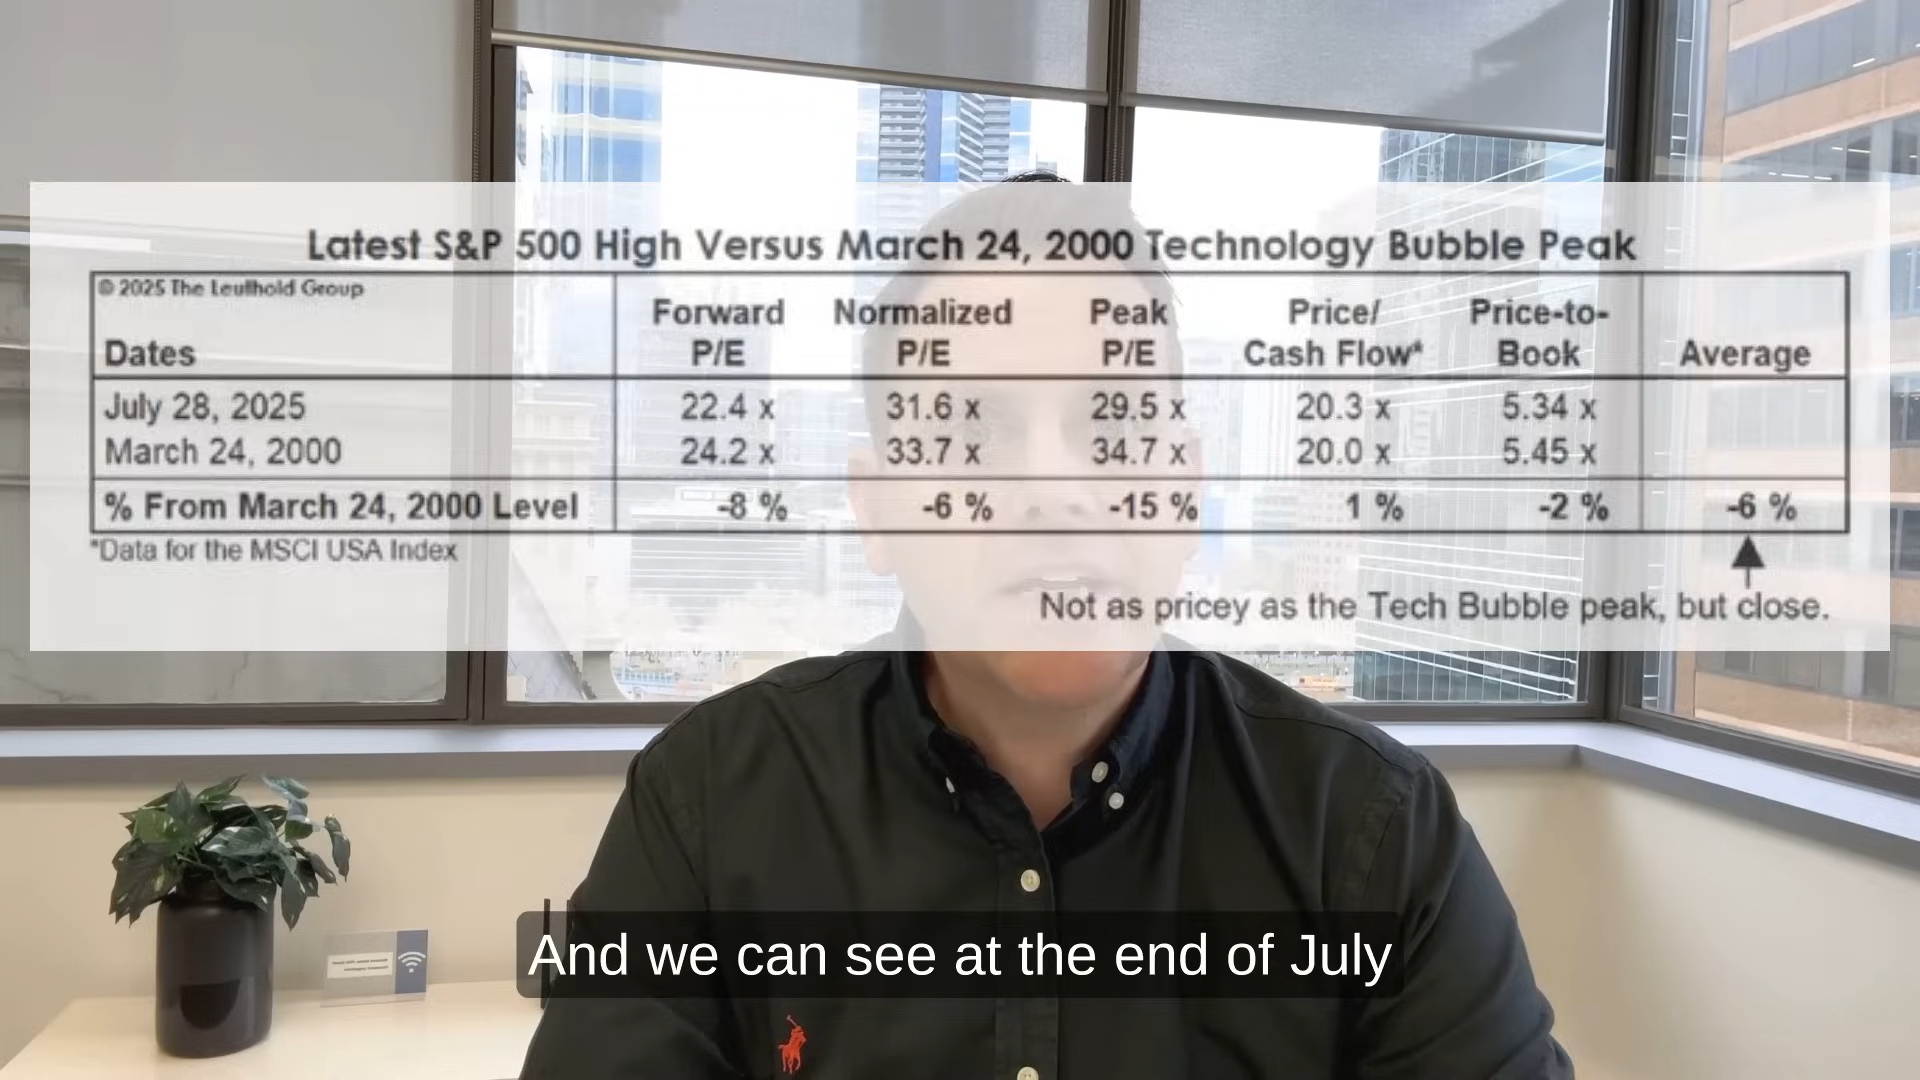 Latest S&P 500 High Versus March 24, 2000 Technology Bubble Peak
© 2025 The Leuthold Group
Dates Forward P/E Normalized P/E Peak P/E Price/ Cash Flow* Price-to- Book Average
July 28, 2025 22.4 x 31.6 x 29.5 x 20.3 x 5.34 x
March 24, 2000 24.2 x 33.7 x 34.7 x 20.0 x 5.45 x
% From March 24, 2000 Level -8 % -6 % -15 % 1 % -2 % -6 %
*Data for the MSCI USA Index
Not as pricey as the Tech Bubble peak, but close.
And we can see at the end of July